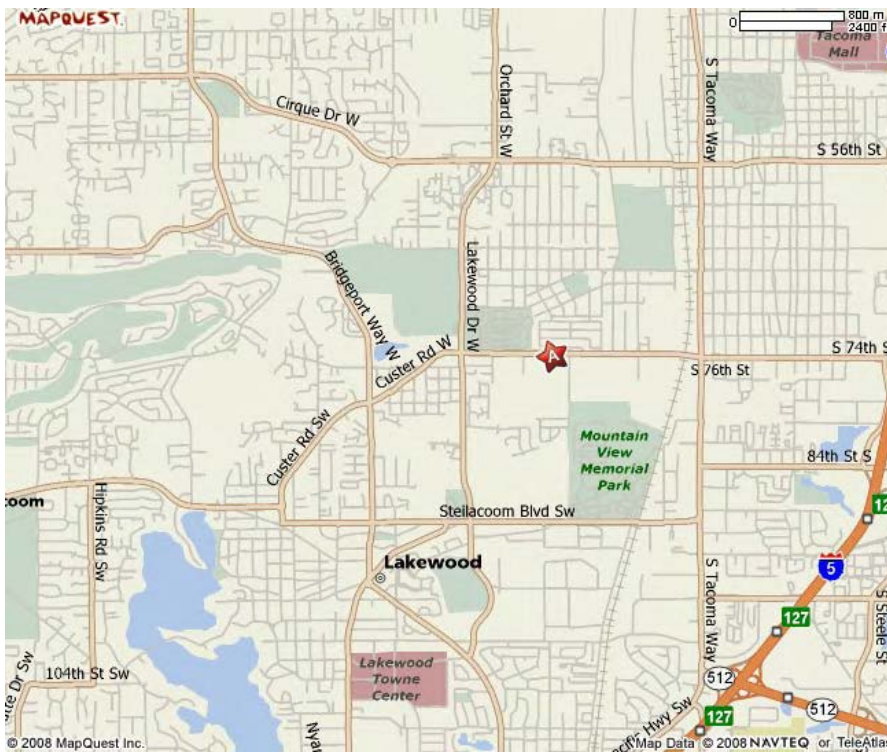 MAPQUEST.
0
800 m
2400 f
Tacoma
Mall
S Tacoma Way
Orchard St W
Cirque Dr W
S 56th St
Lakewood Dr W
Bridgeport Way W
Custer Rd W
A
S 74th S
S 76th St
Custer Rd Sw
Mountain
View
Memorial
Park
84th St S
coom
Hipkins Rd Sw
Steilacoom Blvd Sw
12
Lakewood
5
S Tacoma Way
S Steele St
127
104th St Sw
Lakewood
Towne
Center
512
512
127
cific Hwy Sw
Nyar
© 2008 MapQuest Inc.
Map Data © 2008 NAVTEQ or TeleAtlas